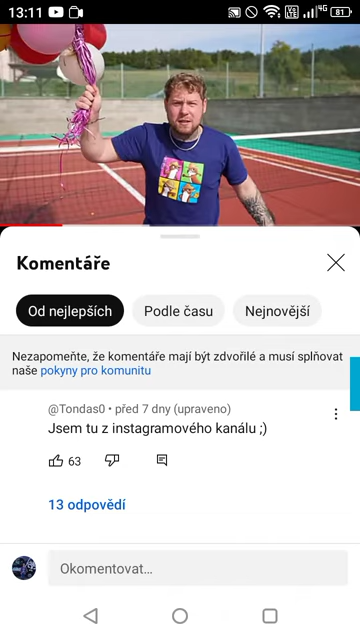 13:11
4G
81
Komentáře
Od nejlepších
Podle času
Nejnovější
Nezapomeňte, že komentáře mají být zdvořilé a musí splňovat
naše pokyny pro komunitu
@Tondas0 • před 7 dny (upraveno)
Jsem tu z instagramového kanálu ;)
63
13 odpovědí
Okomentovat…